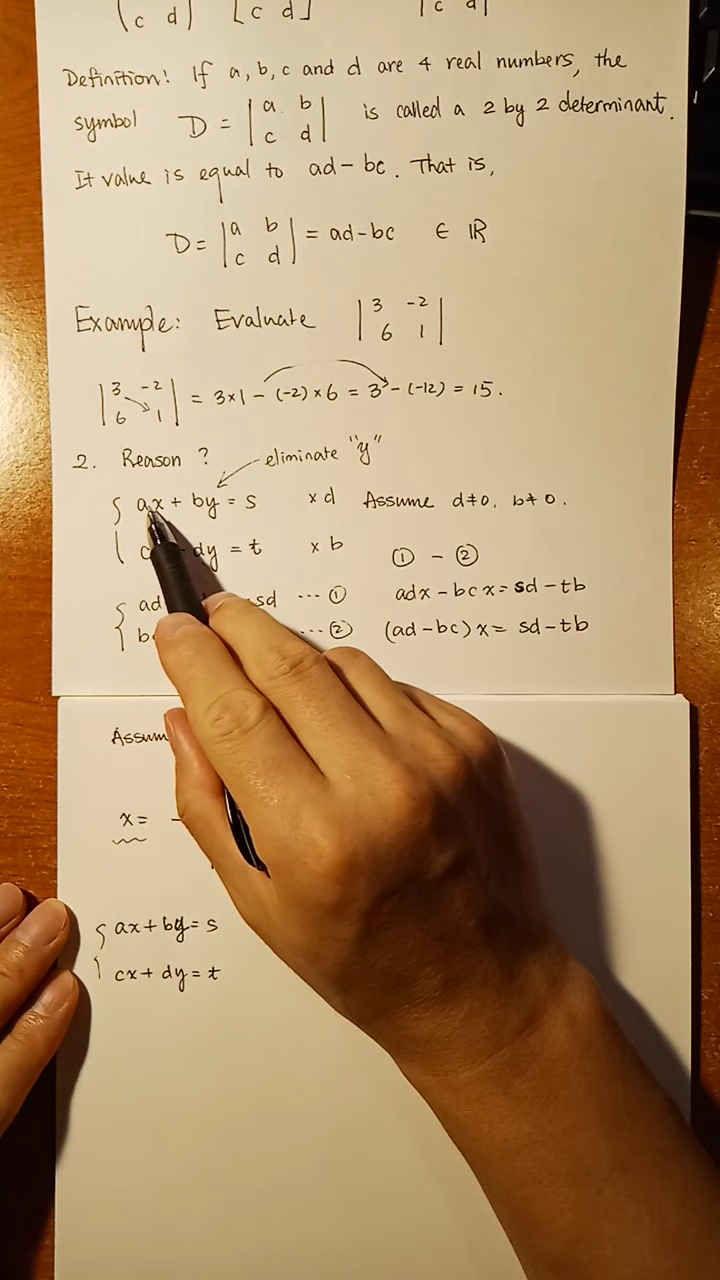 (c d) [c d] |c d|
Definition: If a, b, c and d are 4 real numbers, the
symbol D = |a b| is called a 2 by 2 determinant.
|c d|
It value is equal to ad - bc. That is,
D = |a b| = ad - bc ∈ ℝ
|c d|
Example: Evaluate |3 -2|
|6 1|
|3 -2| = 3×1 - (-2)×6 = 3 - (-12) = 15.
|6 1|
2. Reason? eliminate "y"
{ ax + by = s ×d Assume d≠0, b≠0.
c dy = t ×b ① - ②
{ ad sd ... ① adx - bcx = sd - tb
b ... ② (ad - bc) x = sd - tb
x =
{ ax + by = s
cx + dy = t